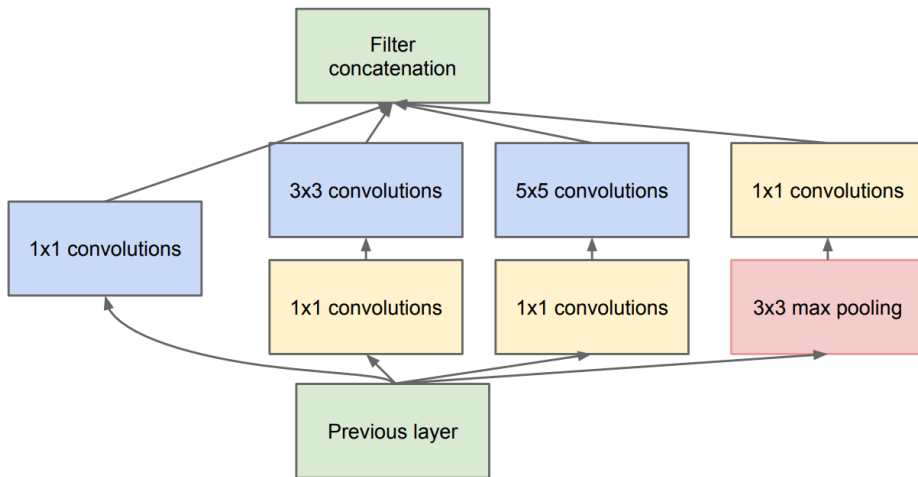 Filter
concatenation
3x3 convolutions
5x5 convolutions
1x1 convolutions
1x1 convolutions
1x1 convolutions
1x1 convolutions
3x3 max pooling
Previous layer